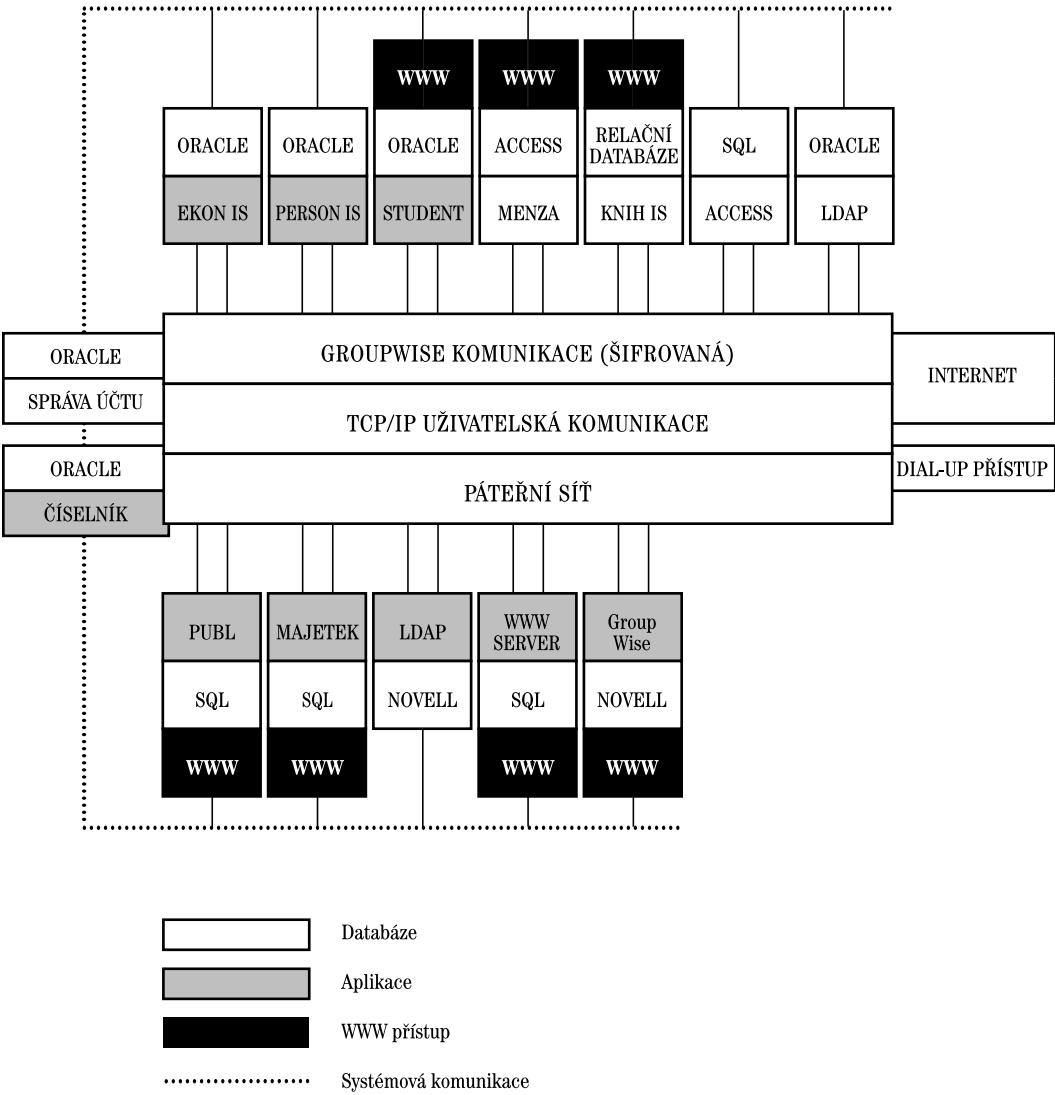 WWW
WWW
WWW
ORACLE
ORACLE
ORACLE
ACCESS
RELAČNÍ
DATABÁZE
SQL
ORACLE
EKON IS
PERSON IS
STUDENT
MENZA
KNIH IS
ACCESS
LDAP
ORACLE
SPRÁVA ÚČTU
ORACLE
ČÍSELNÍK
GROUPWISE KOMUNIKACE (ŠIFROVANÁ)
TCP/IP UŽIVATELSKÁ KOMUNIKACE
PÁTEŘNÍ SÍŤ
INTERNET
DIAL-UP PŘÍSTUP
PUBL
MAJETEK
LDAP
WWW
SERVER
Group
Wise
SQL
SQL
NOVELL
SQL
NOVELL
WWW
WWW
WWW
WWW
Databáze
Aplikace
WWW přístup
Systémová komunikace